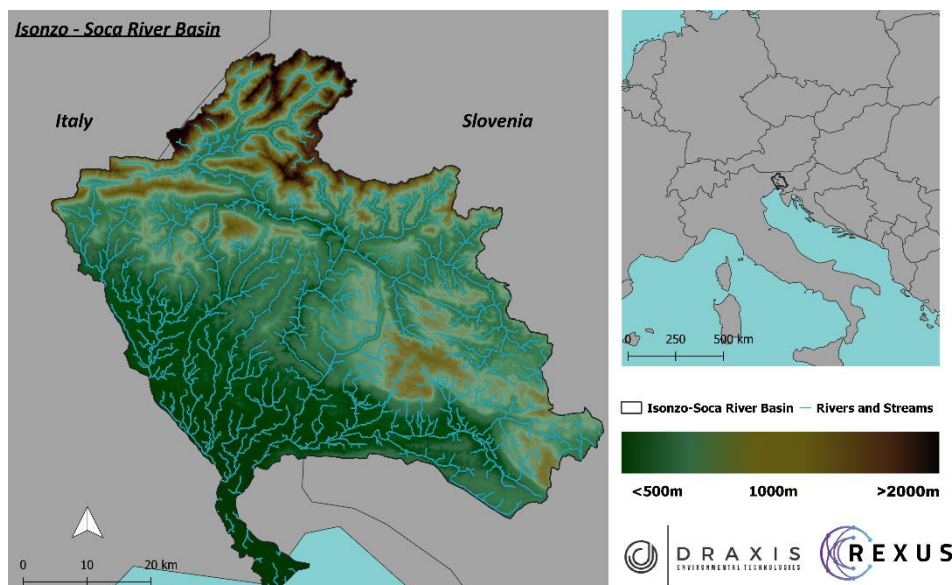 Isonzo - Soca River Basin
Italy
Slovenia
0 10 20 km
0 250 500 km
Isonzo-Soca River Basin
Rivers and Streams
<500m 1000m >2000m
DRAXIS
ENVIRONMENTAL TECHNOLOGIES
REXUS